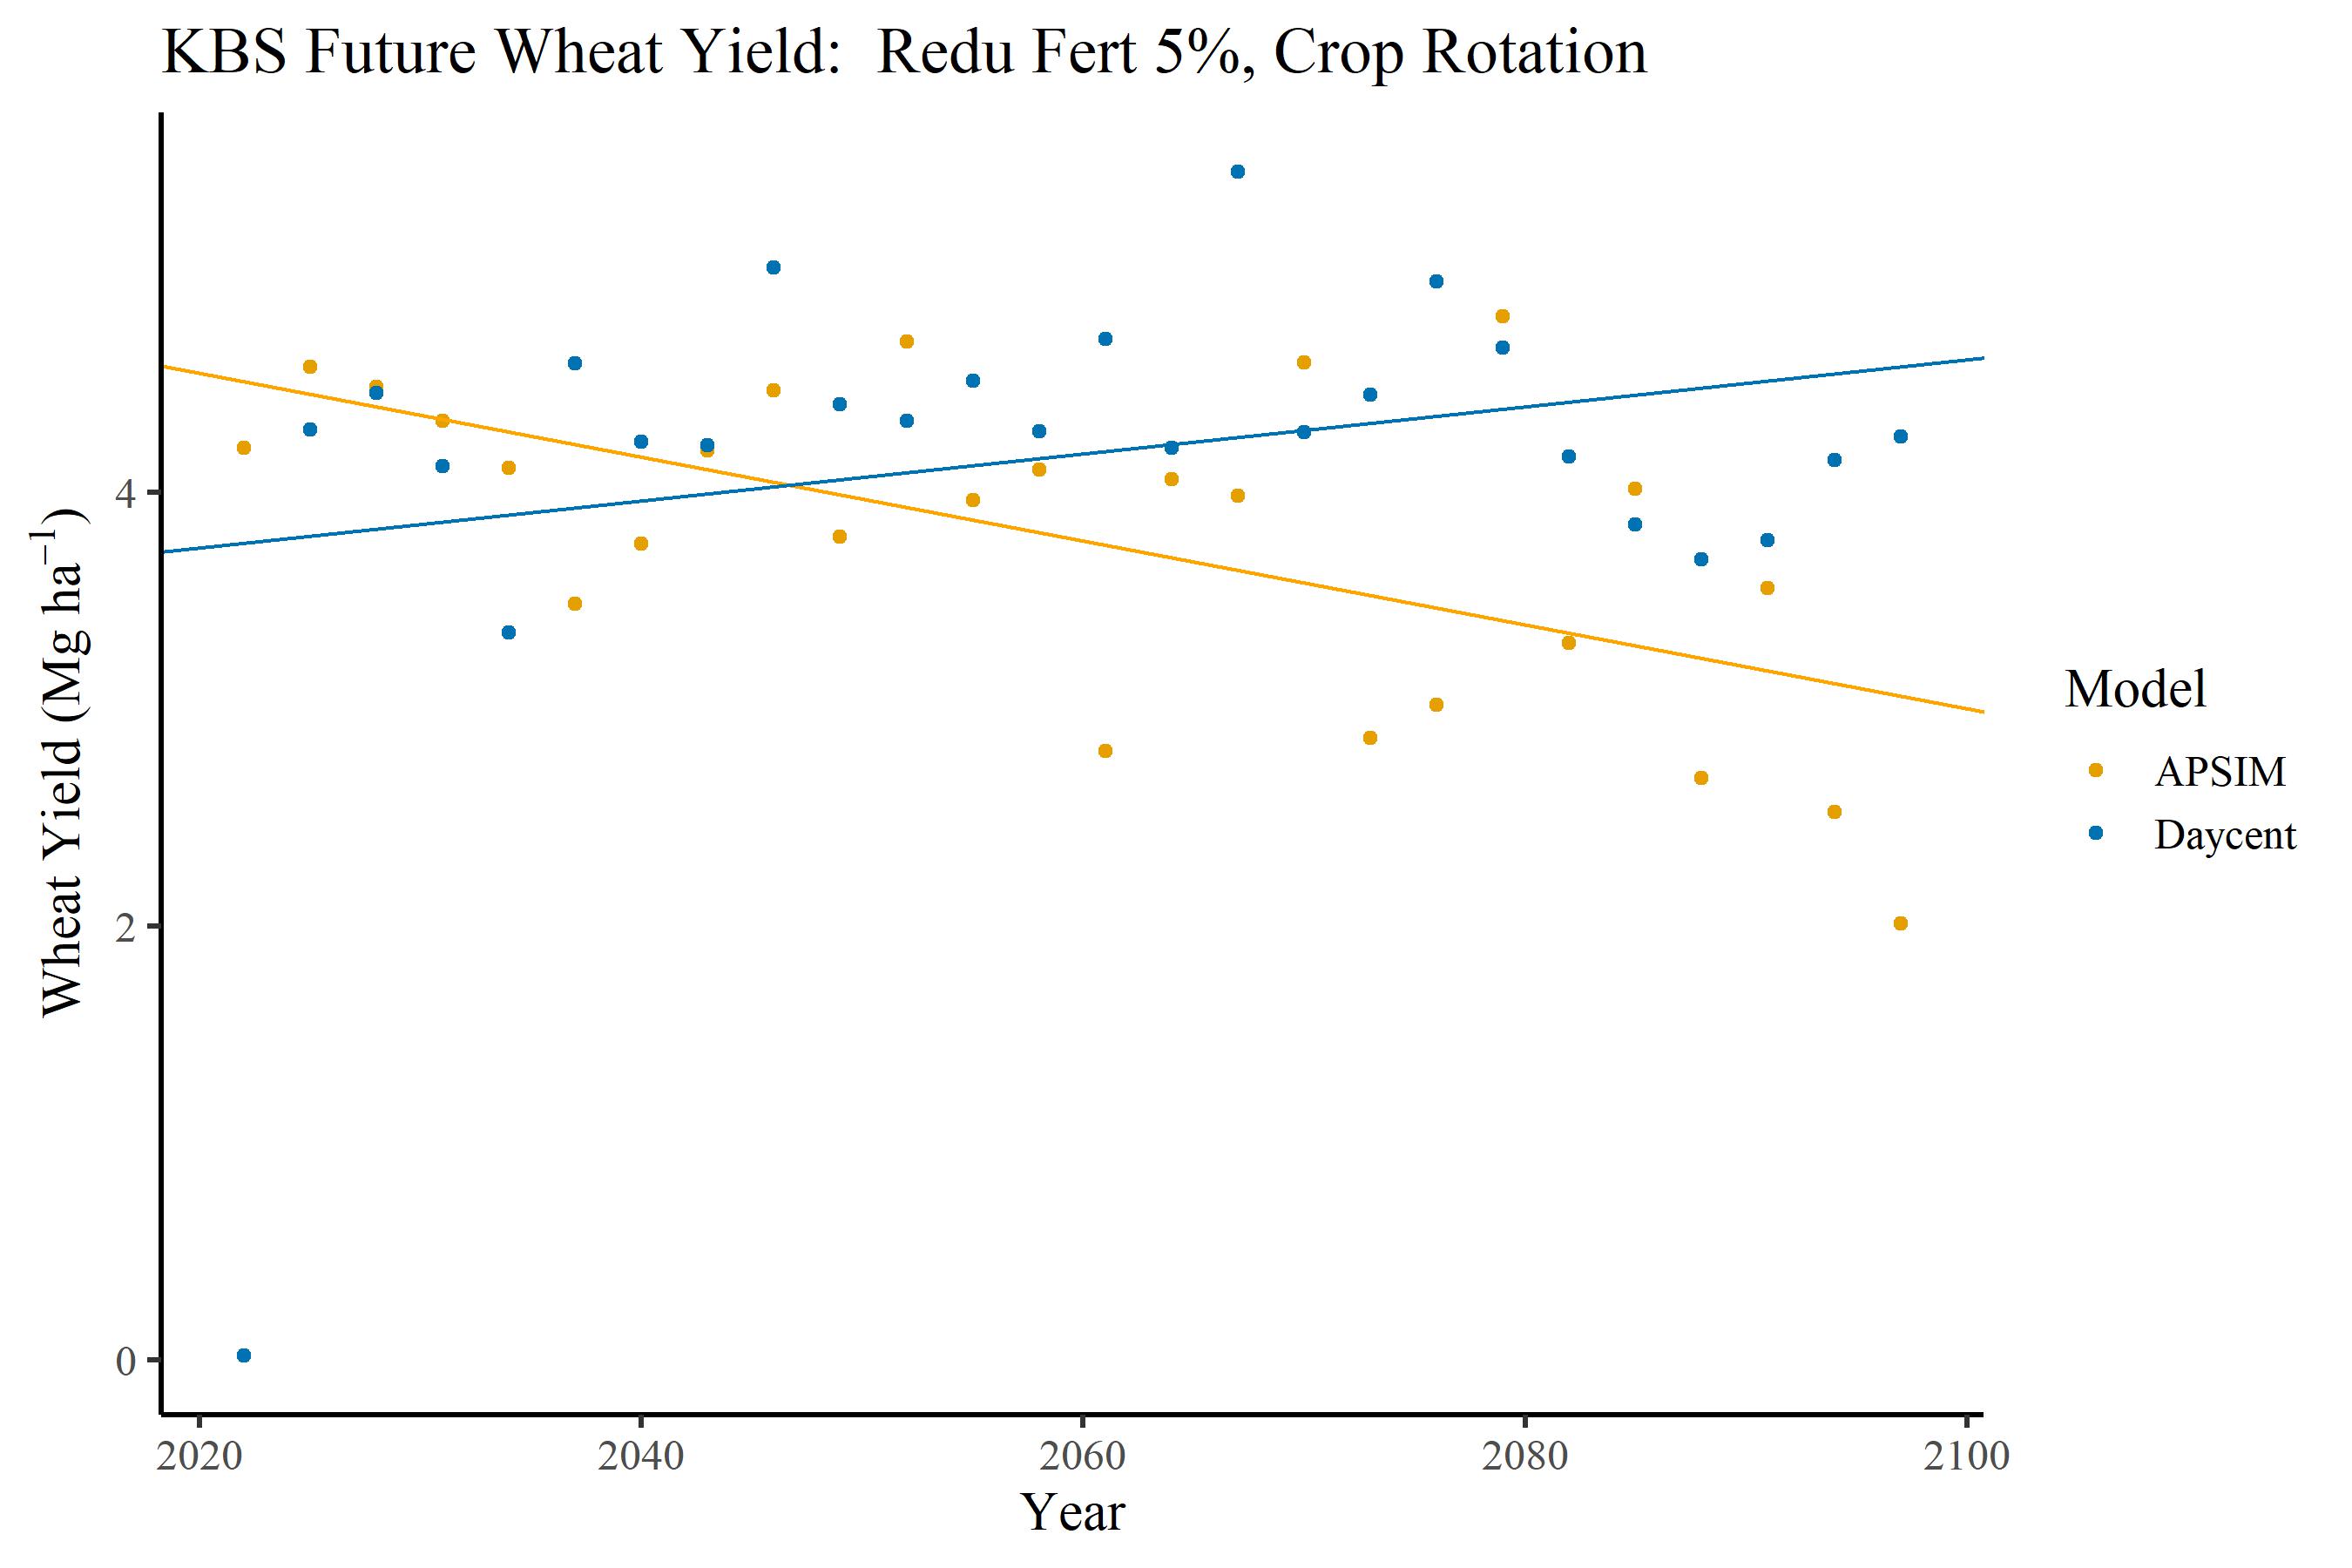 KBS Future Wheat Yield:  Redu Fert 5%, Crop Rotation
Wheat Yield (Mg ha⁻¹)
4
2
0
2020 2040 2060 2080 2100
Year
Model
APSIM
Daycent